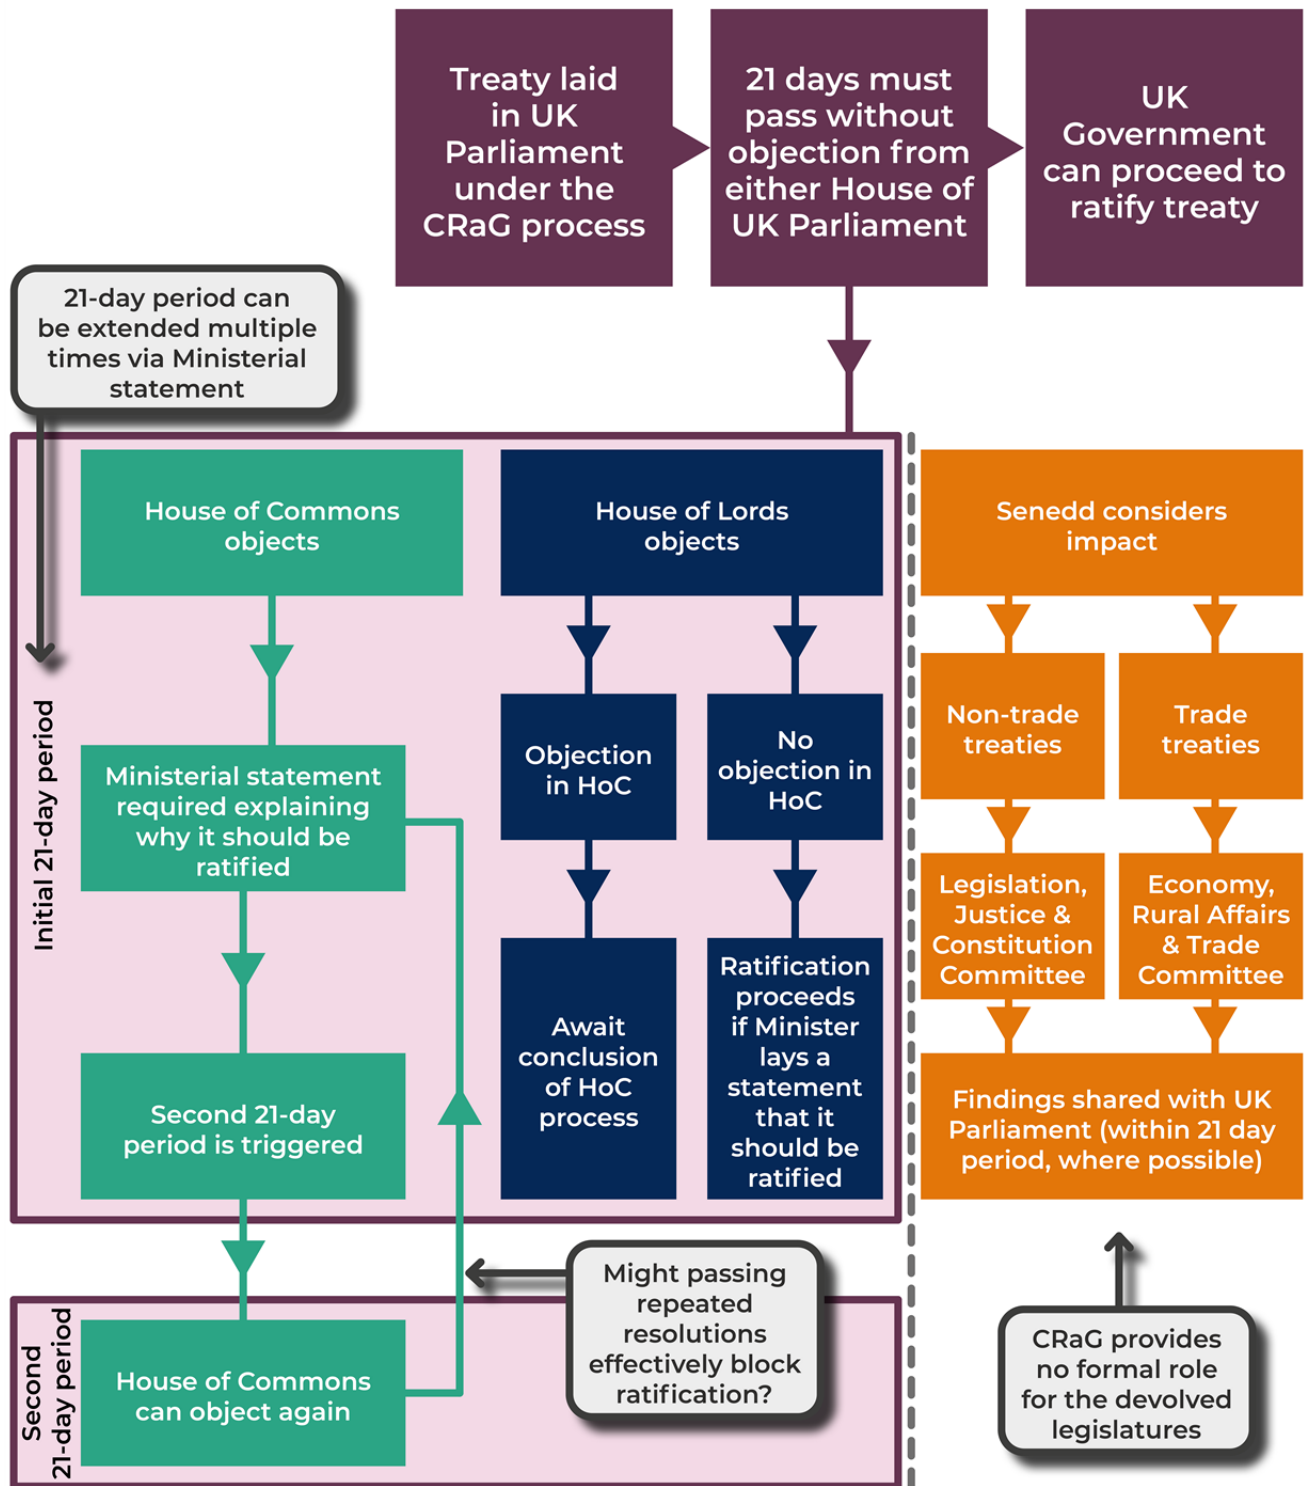 Treaty laid
in UK
Parliament
under the
CRaG process
21 days must
pass without
objection from
either House of
UK Parliament
UK
Government
can proceed to
ratify treaty
21-day period can
be extended multiple
times via Ministerial
statement
Initial 21-day period
House of Commons
objects
Ministerial statement
required explaining
why it should be
ratified
Second 21-day
period is triggered
House of Lords
objects
Objection
in HoC
Await
conclusion
of HoC
process
No
objection in
HoC
Ratification
proceeds
if Minister
lays a
statement
that it
should be
ratified
Senedd considers
impact
Non-trade
treaties
Legislation,
Justice &
Constitution
Committee
Trade
treaties
Economy,
Rural Affairs
& Trade
Committee
Findings shared with UK
Parliament (within 21 day
period, where possible)
Second
21-day period
House of Commons
can object again
Might passing
repeated
resolutions
effectively block
ratification?
CRaG provides
no formal role
for the devolved
legislatures